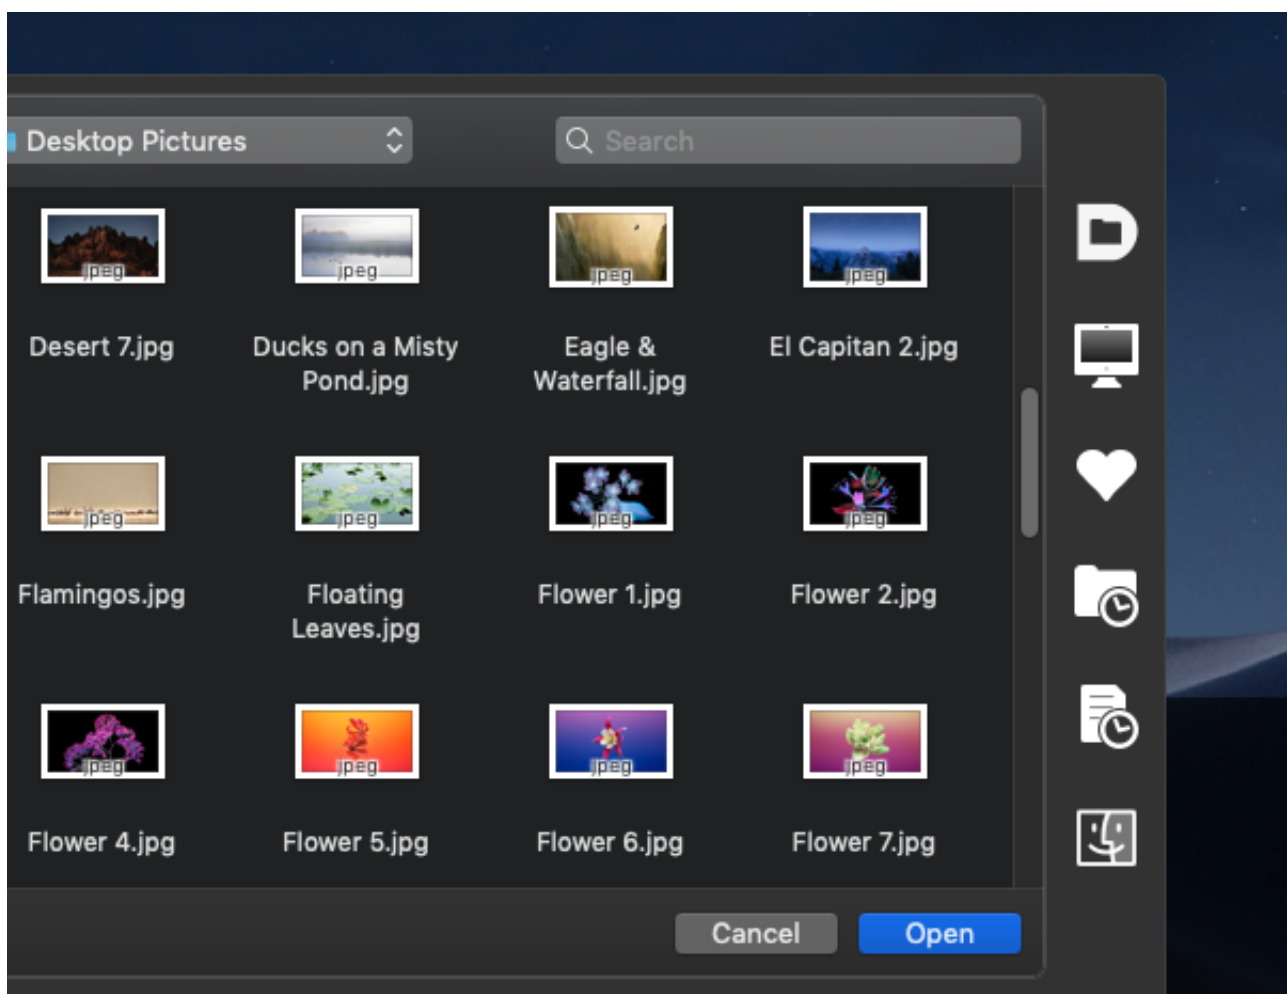 Desktop Pictures
Search
jpeg
jpeg
jpeg
jpeg
Desert 7.jpg
Ducks on a Misty
Pond.jpg
Eagle &
Waterfall.jpg
El Capitan 2.jpg
jpeg
jpeg
jpeg
jpeg
Flamingos.jpg
Floating
Leaves.jpg
Flower 1.jpg
Flower 2.jpg
jpeg
jpeg
jpeg
jpeg
Flower 4.jpg
Flower 5.jpg
Flower 6.jpg
Flower 7.jpg
Cancel
Open